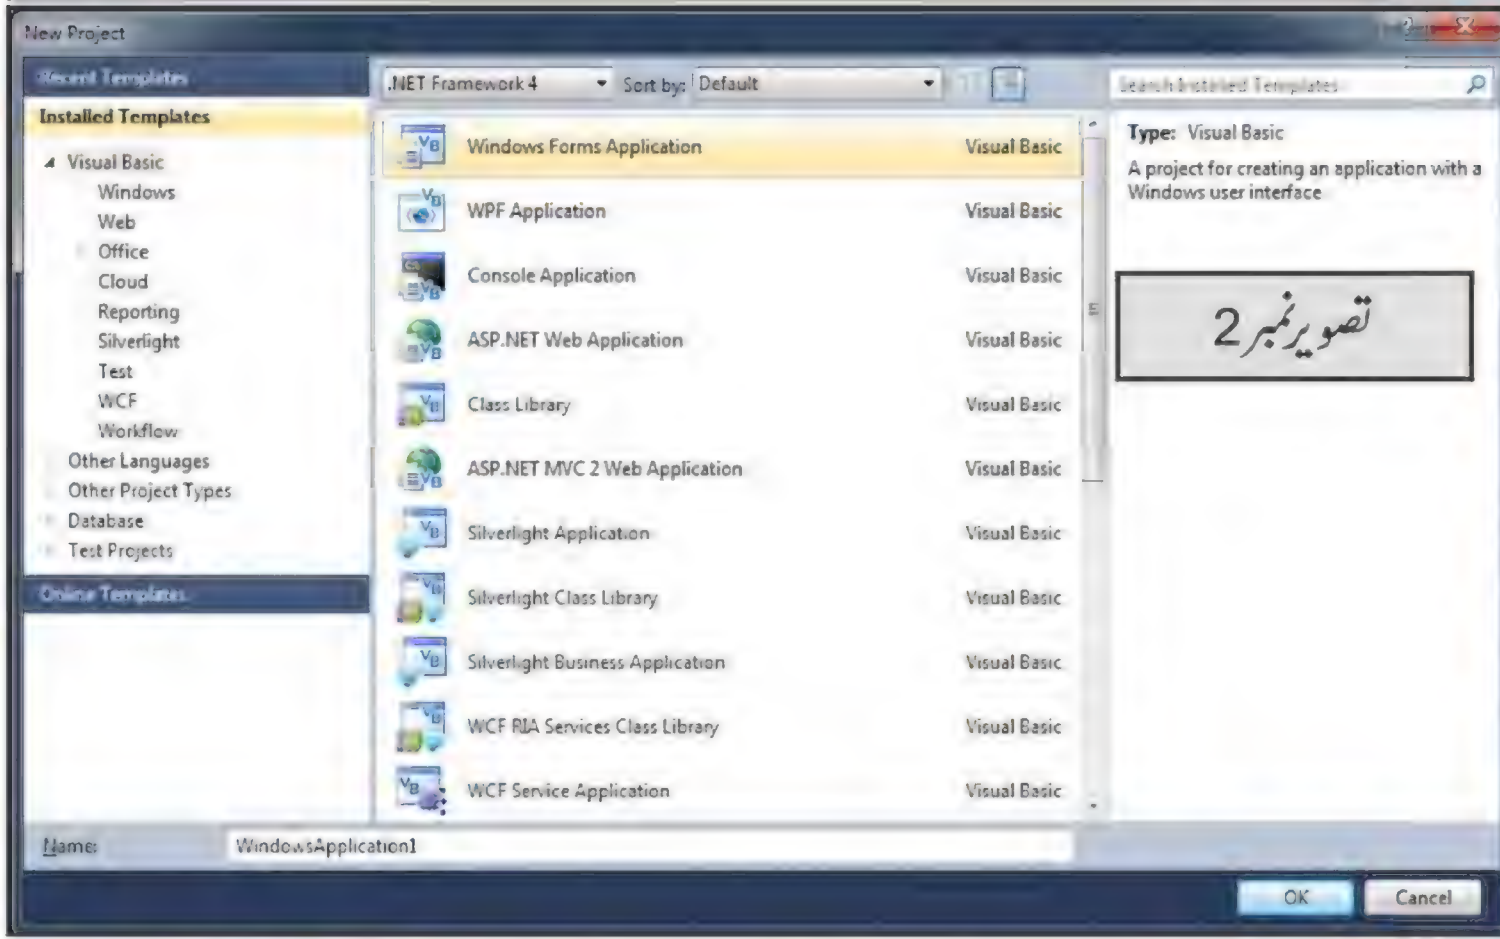 New Project
Recent Templates
Installed Templates
Visual Basic
Windows
Web
Office
Cloud
Reporting
Silverlight
Test
WCF
Workflow
Other Languages
Other Project Types
Database
Test Projects
Online Templates
.NET Framework 4 Sort by: Default
Windows Forms Application Visual Basic
WPF Application Visual Basic
Console Application Visual Basic
ASP.NET Web Application Visual Basic
Class Library Visual Basic
ASP.NET MVC 2 Web Application Visual Basic
Silverlight Application Visual Basic
Silverlight Class Library Visual Basic
Silverlight Business Application Visual Basic
WCF RIA Services Class Library Visual Basic
WCF Service Application Visual Basic
Search Installed Templates
Type: Visual Basic
A project for creating an application with a
Windows user interface
تصویر نمبر 2
Name: WindowsApplication1
OK Cancel